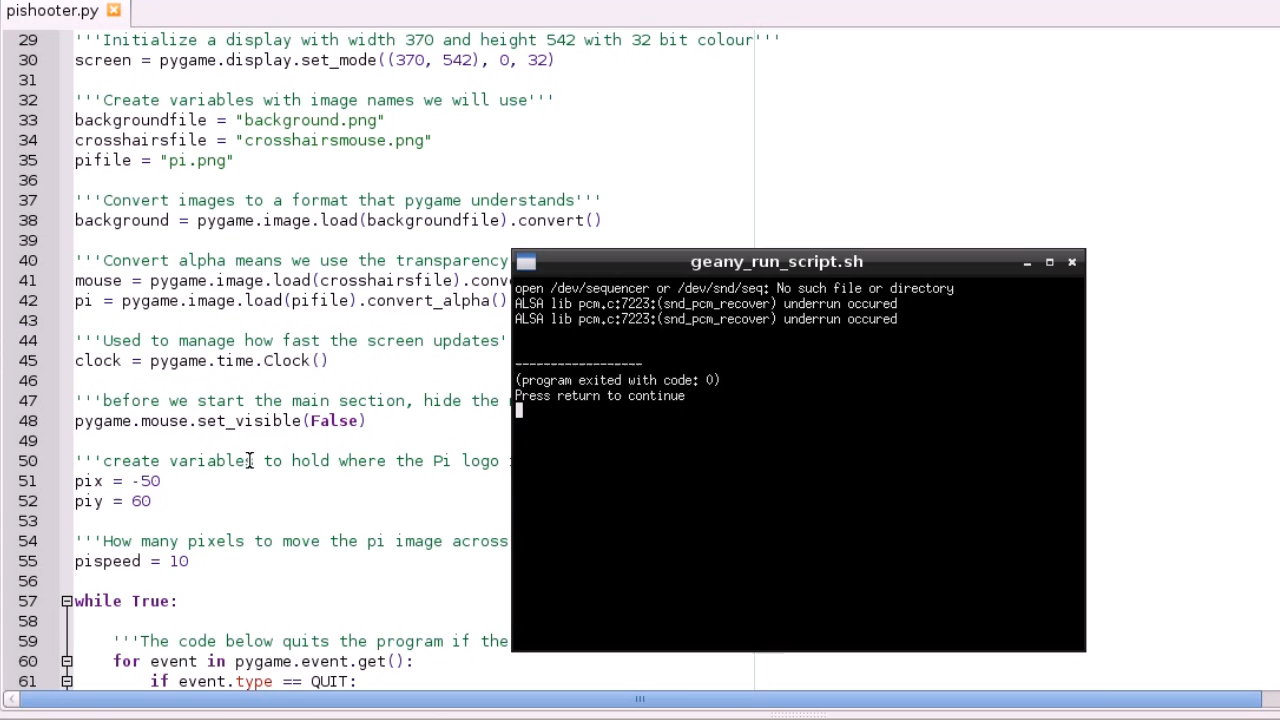 pishooter.py
29 '''Initialize a display with width 370 and height 542 with 32 bit colour'''
30 screen = pygame.display.set_mode((370, 542), 0, 32)
31
32 '''Create variables with image names we will use'''
33 backgroundfile = "background.png"
34 crosshairsfile = "crosshairsmouse.png"
35 pifile = "pi.png"
36
37 '''Convert images to a format that pygame understands'''
38 background = pygame.image.load(backgroundfile).convert()
39
40 '''Convert alpha means we use the transparency
41 mouse = pygame.image.load(crosshairsfile).conv
42 pi = pygame.image.load(pifile).convert_alpha()
43
44 '''Used to manage how fast the screen updates'
45 clock = pygame.time.Clock()
46
47 '''before we start the main section, hide the
48 pygame.mouse.set_visible(False)
49
50 '''create variables to hold where the Pi logo
51 pix = -50
52 piy = 60
53
54 '''How many pixels to move the pi image across
55 pispeed = 10
56
57 while True:
58
59 '''The code below quits the program if the
60 for event in pygame.event.get():
61 if event.type == QUIT:
geany_run_script.sh
open /dev/sequencer or /dev/snd/seq: No such file or directory
ALSA lib pcm.c:7223:(snd_pcm_recover) underrun occured
ALSA lib pcm.c:7223:(snd_pcm_recover) underrun occured
------------------
(program exited with code: 0)
Press return to continue